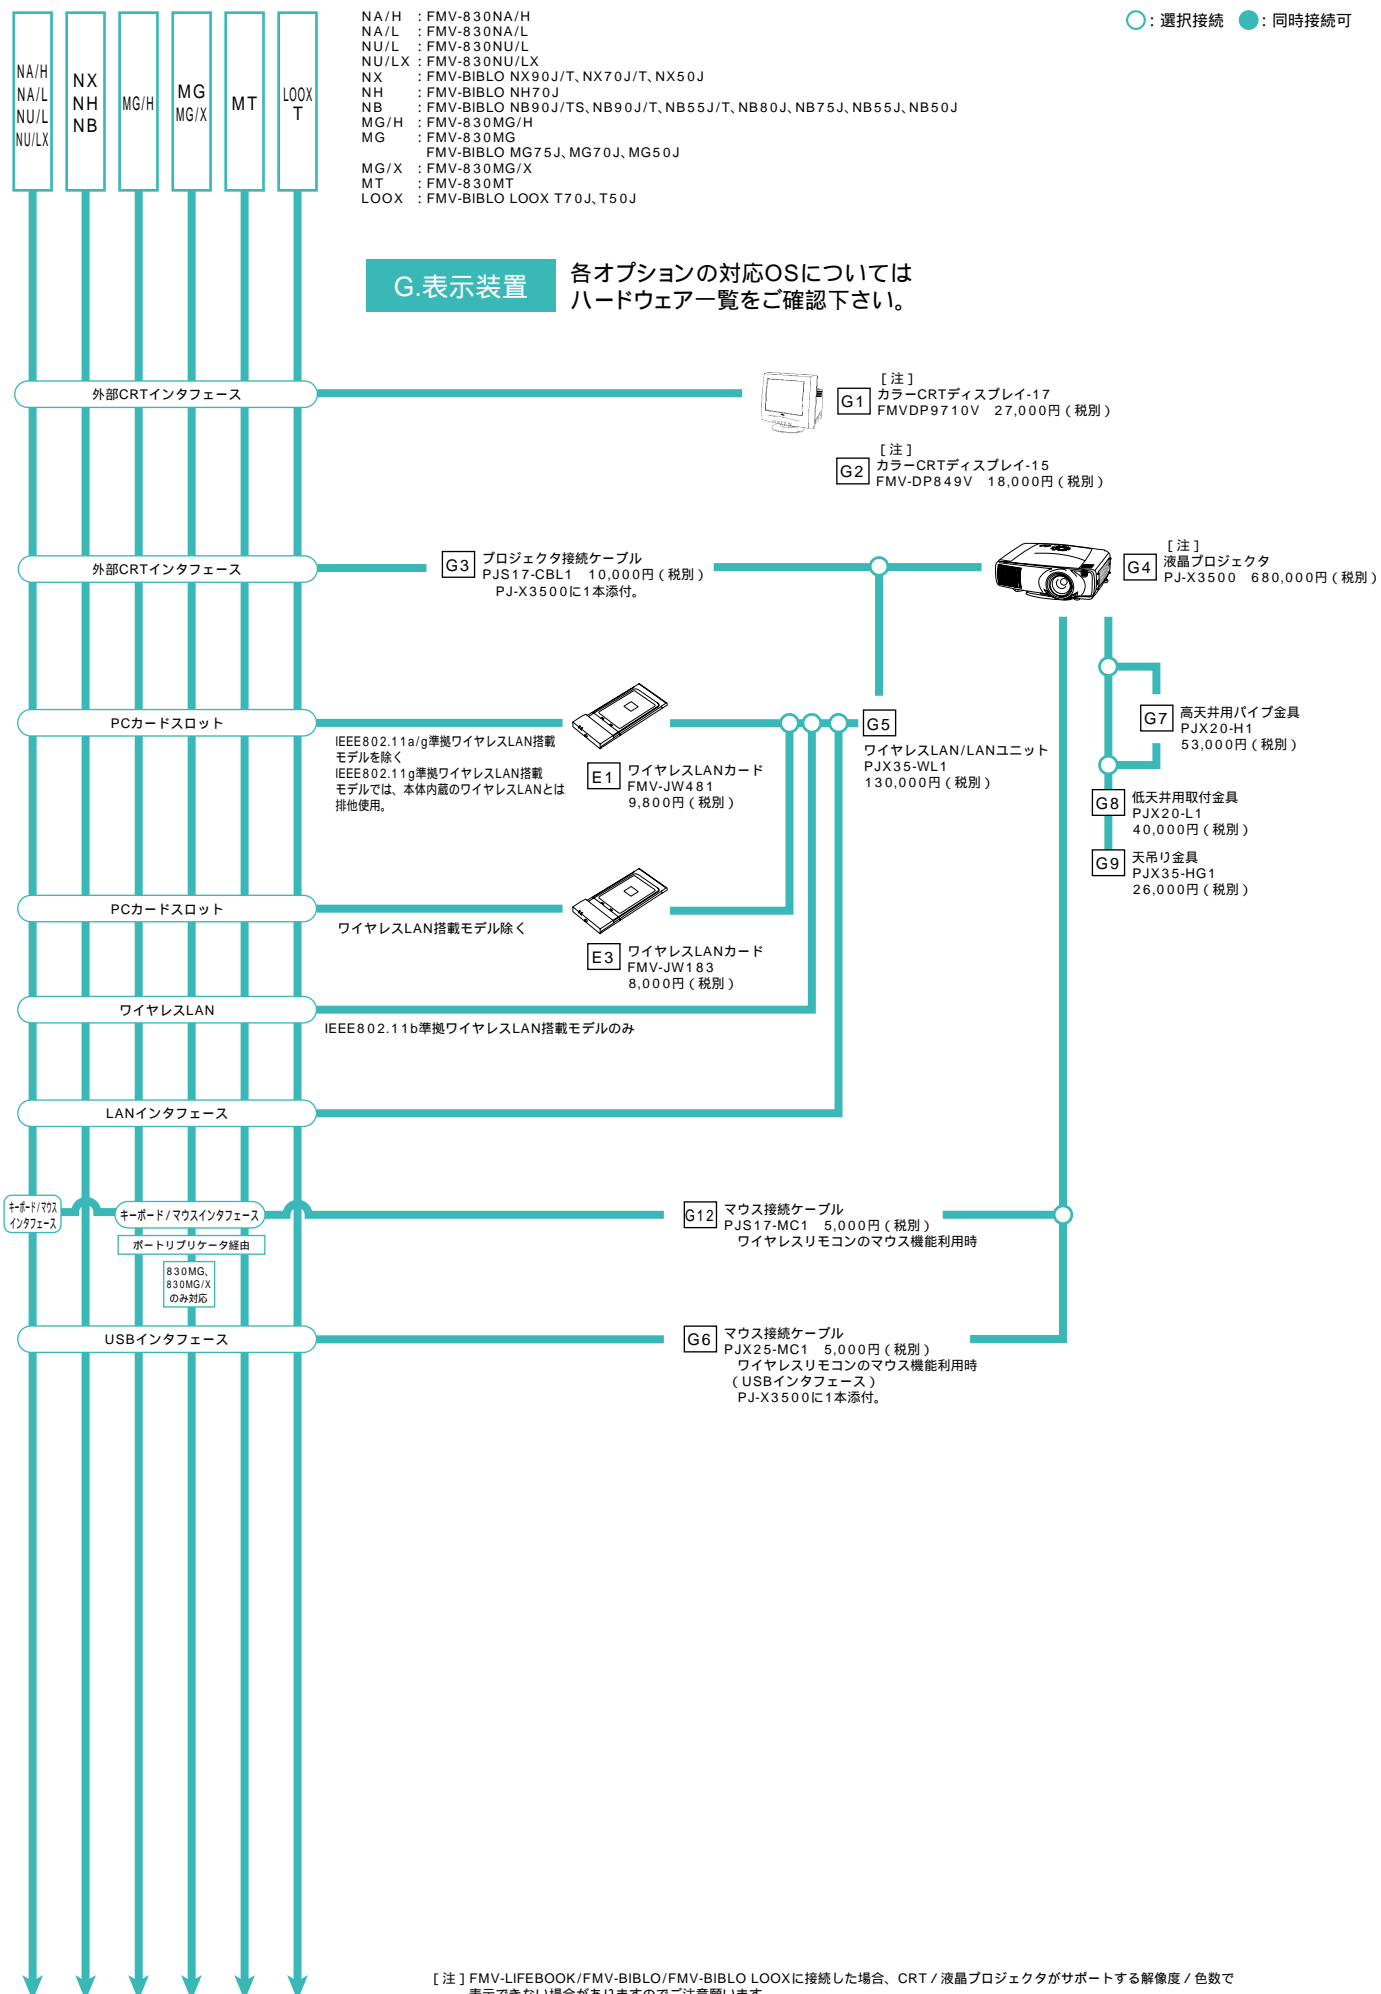 NA/H
NA/L
NU/L
NU/LX
NX
NH
NB
MG/H
MG
MG/X
MT
LOOX
T
NA/H : FMV-830NA/H
NA/L : FMV-830NA/L
NU/L : FMV-830NU/L
NU/LX : FMV-830NU/LX
NX : FMV-BIBLO NX90J/T、NX70J/T、NX50J
NH : FMV-BIBLO NH70J
NB : FMV-BIBLO NB90J/TS、NB90J/T、NB55J/T、NB80J、NB75J、NB55J、NB50J
MG/H : FMV-830MG/H
MG : FMV-830MG
FMV-BIBLO MG75J、MG70J、MG50J
MG/X : FMV-830MG/X
MT : FMV-830MT
LOOX : FMV-BIBLO LOOX T70J、T50J
○：選択接続 ●：同時接続可
G.表示装置
各オプションの対応OSについては
ハードウェア一覧をご確認下さい。
外部CRTインタフェース
[注]
G1 カラーCRTディスプレイ-17
FMVDP9710V 27,000円（税別）
[注]
G2 カラーCRTディスプレイ-15
FMV-DP849V 18,000円（税別）
外部CRTインタフェース
G3 プロジェクタ接続ケーブル
PJS17-CBL1 10,000円（税別）
PJ-X3500に1本添付。
[注]
G4 液晶プロジェクタ
PJ-X3500 680,000円（税別）
PCカードスロット
IEEE802.11a/g準拠ワイヤレスLAN搭載
モデルを除く
IEEE802.11g準拠ワイヤレスLAN搭載
モデルでは、本体内蔵のワイヤレスLANとは
排他使用。
E1 ワイヤレスLANカード
FMV-JW481
9,800円（税別）
G5
ワイヤレスLAN/LANユニット
PJX35-WL1
130,000円（税別）
G7 高天井用パイプ金具
PJX20-H1
53,000円（税別）
G8 低天井用取付金具
PJX20-L1
40,000円（税別）
G9 天吊り金具
PJX35-HG1
26,000円（税別）
PCカードスロット
ワイヤレスLAN搭載モデル除く
E3 ワイヤレスLANカード
FMV-JW183
8,000円（税別）
ワイヤレスLAN
IEEE802.11b準拠ワイヤレスLAN搭載モデルのみ
LANインタフェース
キーボード/マウス
インタフェース
キーボード/マウスインタフェース
ポートリプリケータ経由
830MG、
830MG/X
のみ対応
G12 マウス接続ケーブル
PJS17-MC1 5,000円（税別）
ワイヤレスリモコンのマウス機能利用時
USBインタフェース
G6 マウス接続ケーブル
PJX25-MC1 5,000円（税別）
ワイヤレスリモコンのマウス機能利用時
（USBインタフェース）
PJ-X3500に1本添付。
[注] FMV-LIFEBOOK/FMV-BIBLO/FMV-BIBLO LOOXに接続した場合、CRT/液晶プロジェクタがサポートする解像度/色数で
表示できない場合がありますのでご注意願います。